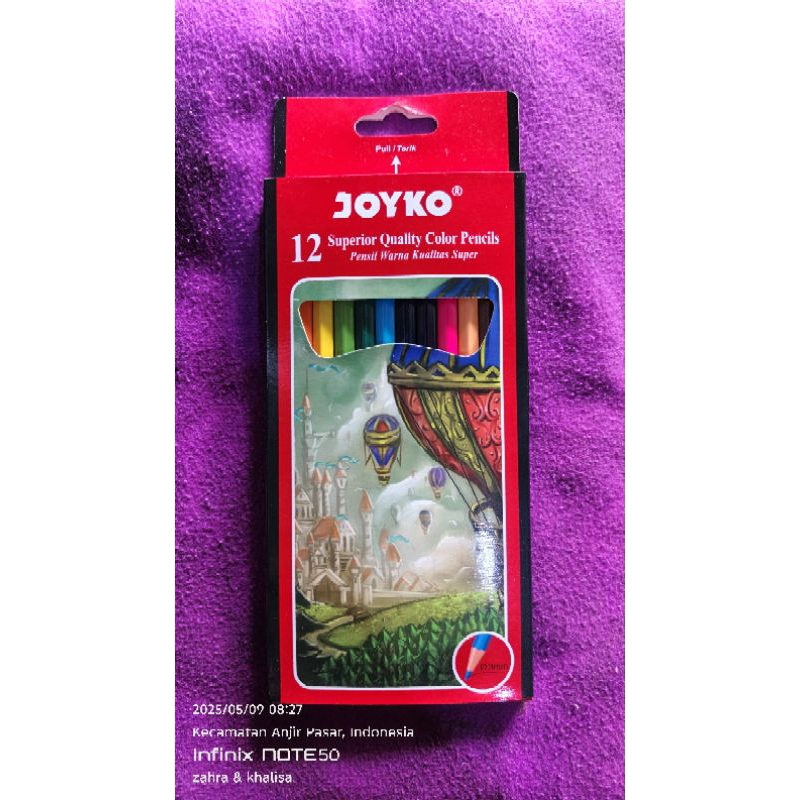 Pull / Tarik
JOYKO®
12 Superior Quality Color Pencils
Pensil Warna Kualitas Super
2025/05/09 08:27
Kecamatan Anjir Pasar, Indonesia
Infinix NOTE50
zahra & khalisa